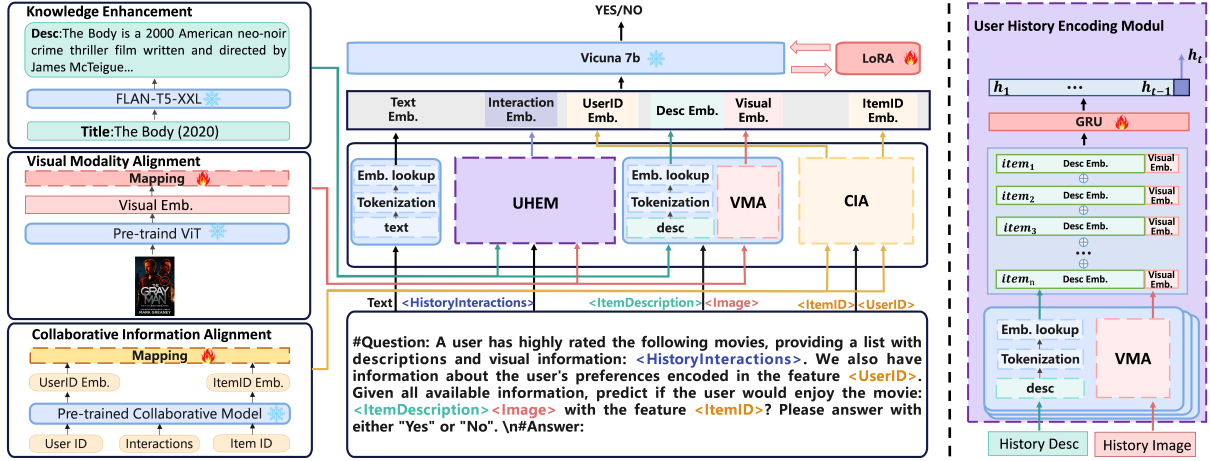 Knowledge Enhancement
Desc:The Body is a 2000 American neo-noir
crime thriller film written and directed by
James McTeigue...
FLAN-T5-XXL
Title:The Body (2020)
Visual Modality Alignment
Mapping
Visual Emb.
Pre-traind ViT
THE
GRAY
MAN
MARK GREANEY
Collaborative Information Alignment
Mapping
UserID Emb.
ItemID Emb.
Pre-trained Collaborative Model
User ID
Interactions
Item ID
YES/NO
Vicuna 7b
LoRA
Text
Emb.
Interaction
Emb.
UserID
Emb.
Desc Emb.
Visual
Emb.
ItemID
Emb.
Emb. lookup
Tokenization
text
UHEM
Emb. lookup
Tokenization
desc
VMA
CIA
Text
<HistoryInteractions>
<ItemDescription>
<Image>
<ItemID>
<UserID>
#Question: A user has highly rated the following movies, providing a list with
descriptions and visual information: <HistoryInteractions>. We also have
information about the user's preferences encoded in the feature <UserID>.
Given all available information, predict if the user would enjoy the movie:
<ItemDescription><Image> with the feature <ItemID>? Please answer with
either "Yes" or "No". \n#Answer:
User History Encoding Modul
h_t
h_1 ... h_{t-1}
GRU
item_1 Desc Emb. Visual
Emb.
⊕
item_2 Desc Emb. Visual
Emb.
⊕
item_3 Desc Emb. Visual
Emb.
⊕
...
⊕
item_n Desc Emb. Visual
Emb.
Emb. lookup
Tokenization
desc
VMA
History Desc
History Image